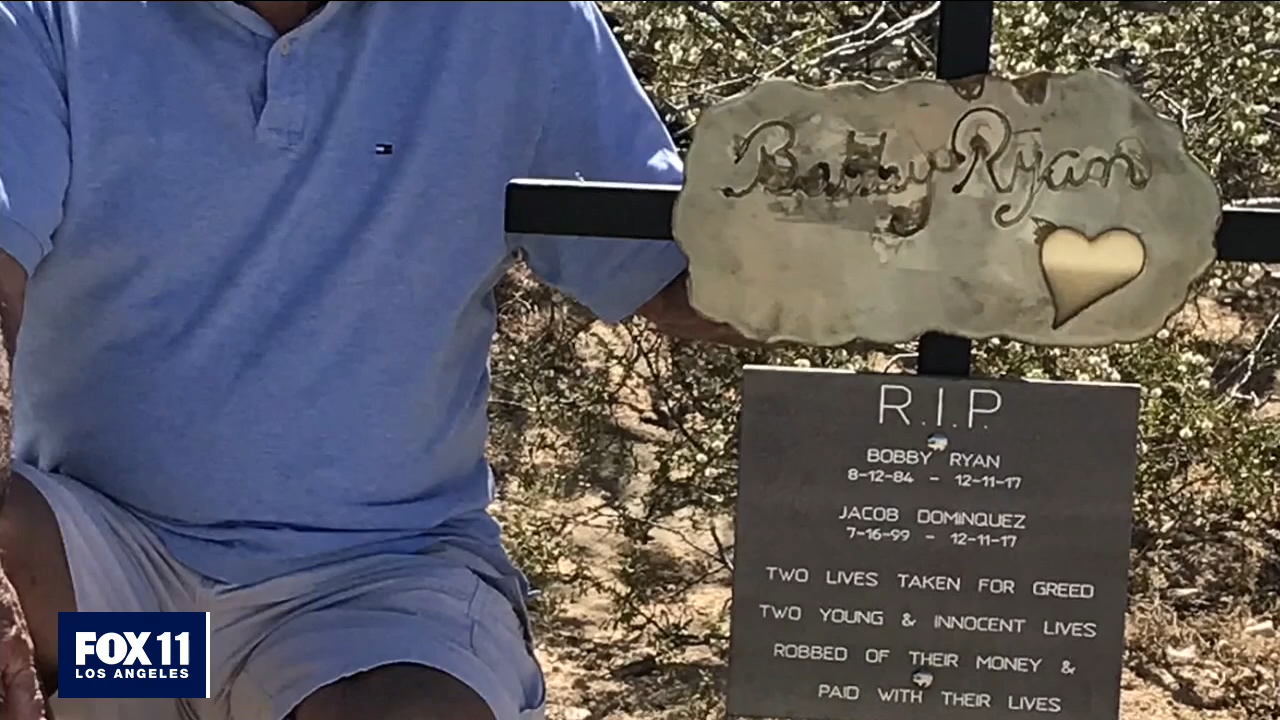 Bobby Ryan
R.I.P.
BOBBY RYAN
8-12-84 - 12-11-17
JACOB DOMINQUEZ
7-16-99 - 12-11-17
TWO LIVES TAKEN FOR GREED
TWO YOUNG & INNOCENT LIVES
ROBBED OF THEIR MONEY &
PAID WITH THEIR LIVES
FOX 11
LOS ANGELES